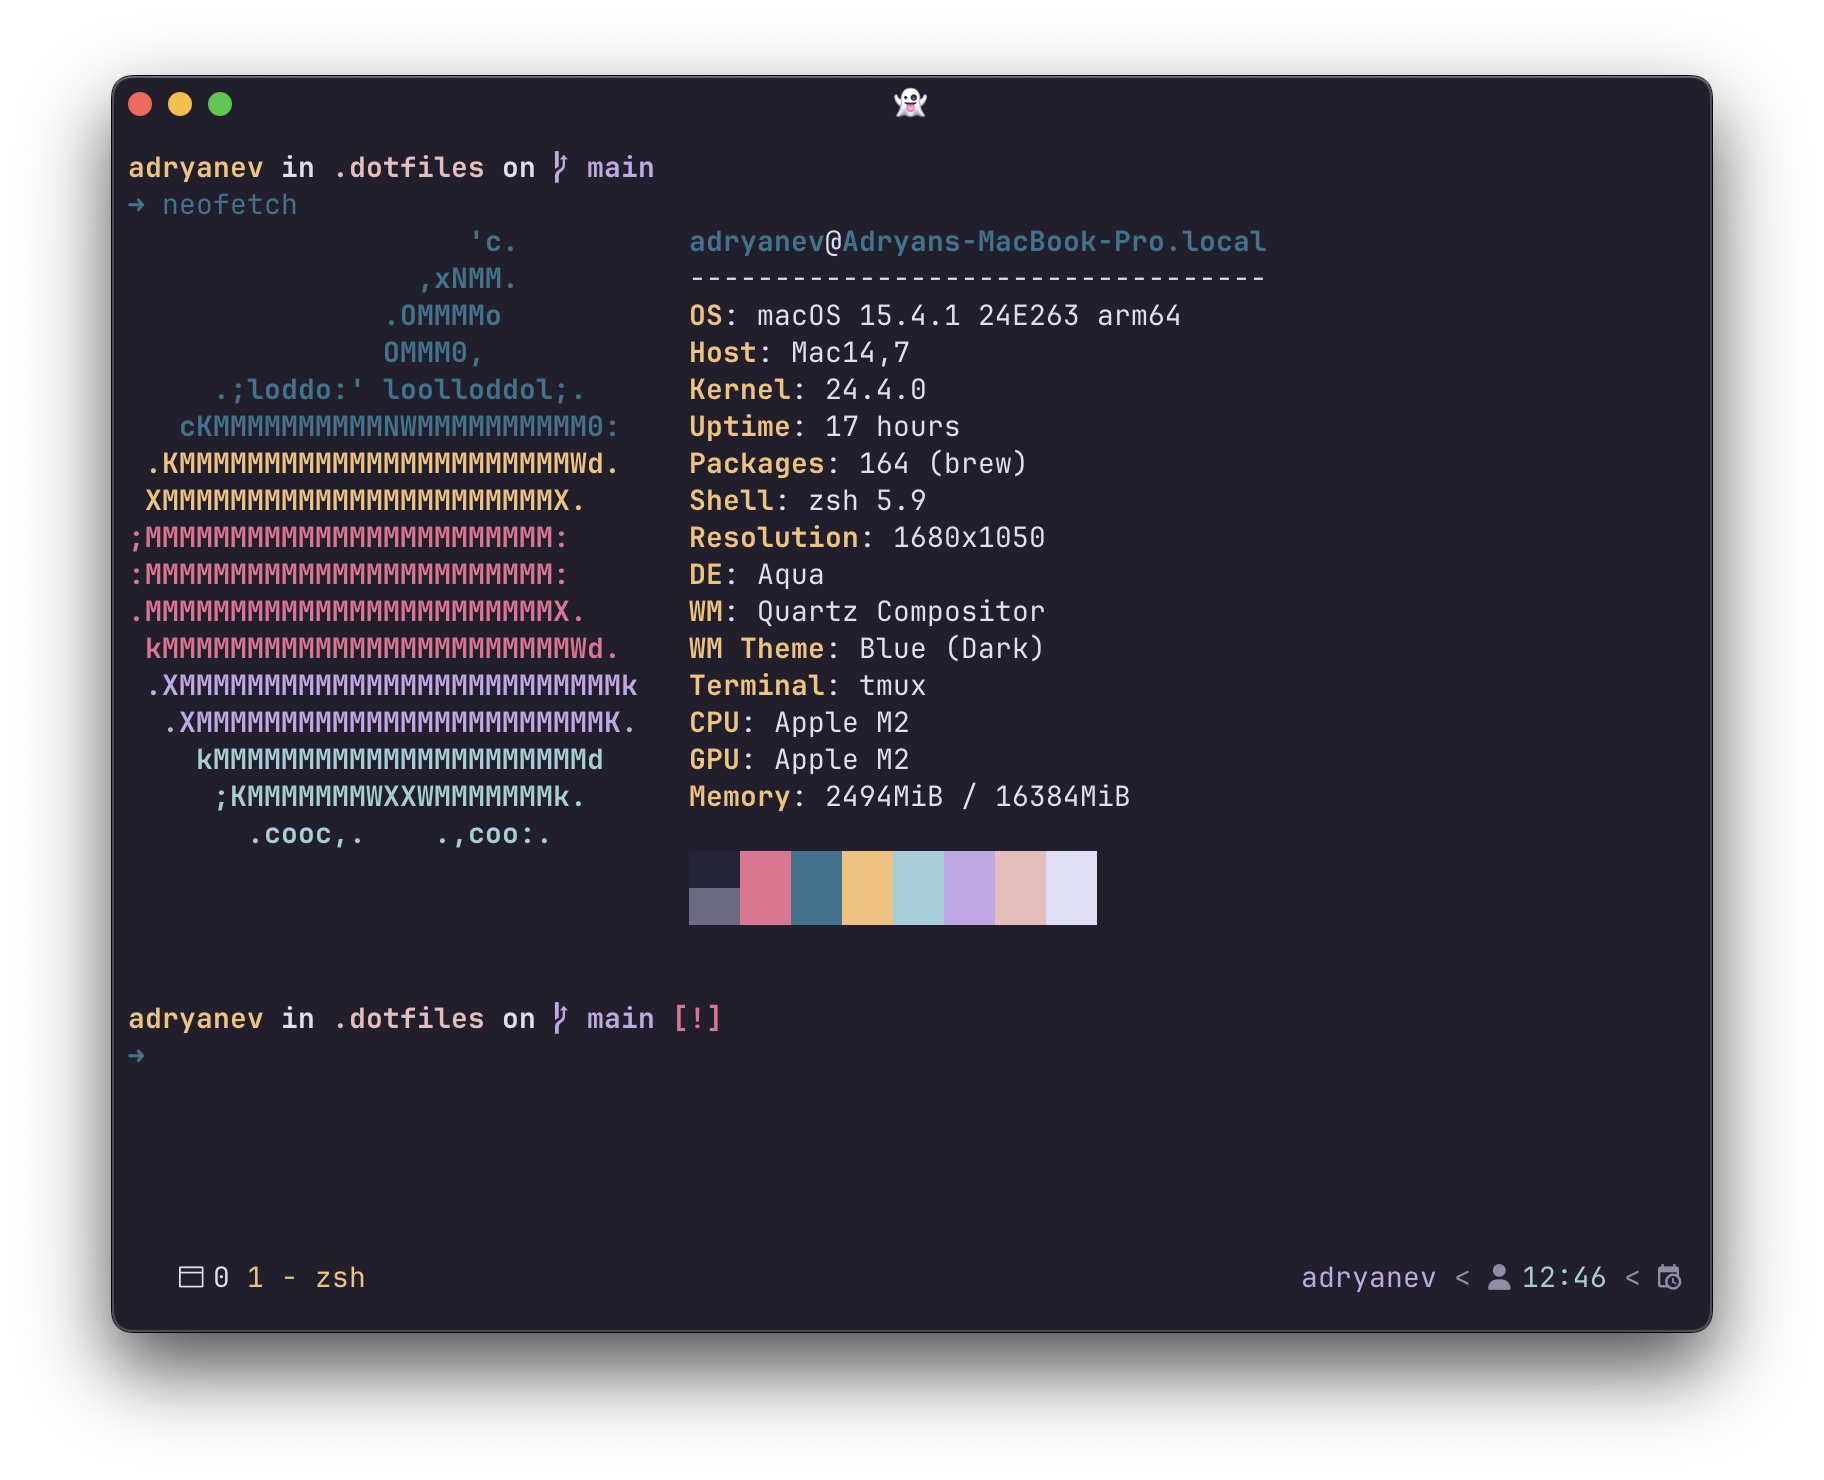 adryanev in .dotfiles on main
➜ neofetch
'c. adryanev@Adryans-MacBook-Pro.local
,xNMM. ----------------------------------
.OMMMMo OS: macOS 15.4.1 24E263 arm64
OMMM0, Host: Mac14,7
.;loddo:' loolloddol;. Kernel: 24.4.0
cKMMMMMMMMMMNWMMMMMMMMMM0: Uptime: 17 hours
.KMMMMMMMMMMMMMMMMMMMMMMMWd. Packages: 164 (brew)
XMMMMMMMMMMMMMMMMMMMMMMMX. Shell: zsh 5.9
;MMMMMMMMMMMMMMMMMMMMMMMM: Resolution: 1680x1050
:MMMMMMMMMMMMMMMMMMMMMMMM: DE: Aqua
.MMMMMMMMMMMMMMMMMMMMMMMMX. WM: Quartz Compositor
kMMMMMMMMMMMMMMMMMMMMMMMMWd. WM Theme: Blue (Dark)
.XMMMMMMMMMMMMMMMMMMMMMMMMMMk Terminal: tmux
.XMMMMMMMMMMMMMMMMMMMMMMMMK. CPU: Apple M2
kMMMMMMMMMMMMMMMMMMMMMMd GPU: Apple M2
;KMMMMMMMWXXWMMMMMMMk. Memory: 2494MiB / 16384MiB
.cooc,. .,coo:.
adryanev in .dotfiles on main [!]
➜
0 1 - zsh adryanev < 12:46 <